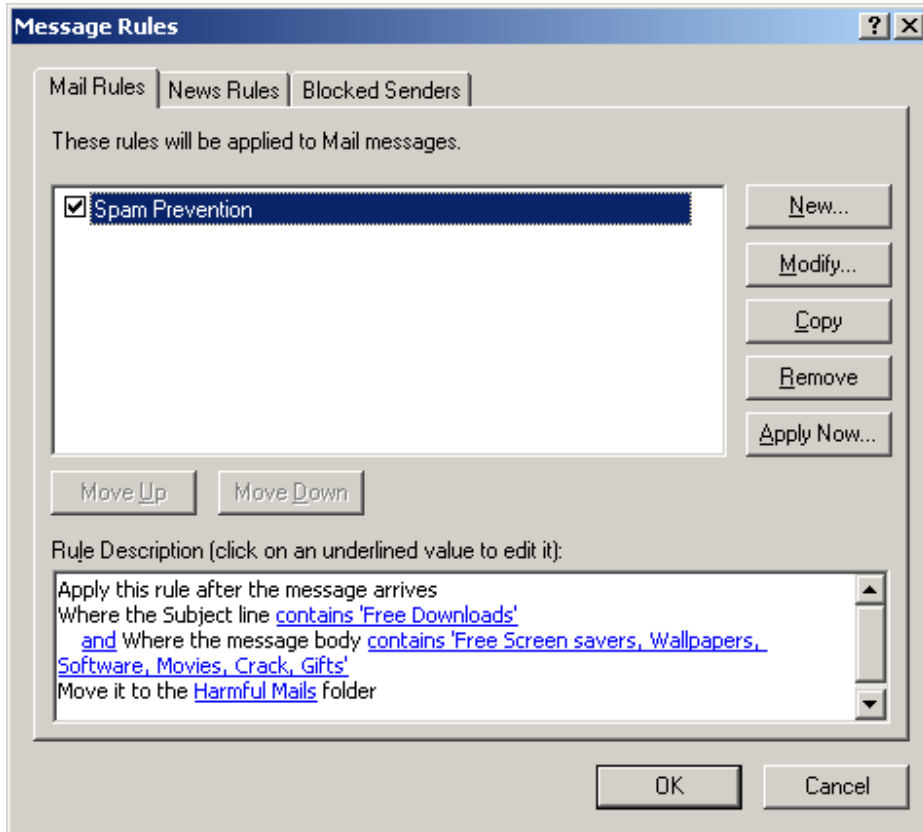 Message Rules
Mail Rules
News Rules
Blocked Senders
These rules will be applied to Mail messages.
Spam Prevention
New...
Modify...
Copy
Remove
Apply Now...
Move Up
Move Down
Rule Description (click on an underlined value to edit it):
Apply this rule after the message arrives
Where the Subject line contains 'Free Downloads'
and Where the message body contains 'Free Screen savers, Wallpapers,
Software, Movies, Crack, Gifts'
Move it to the Harmful Mails folder
OK
Cancel